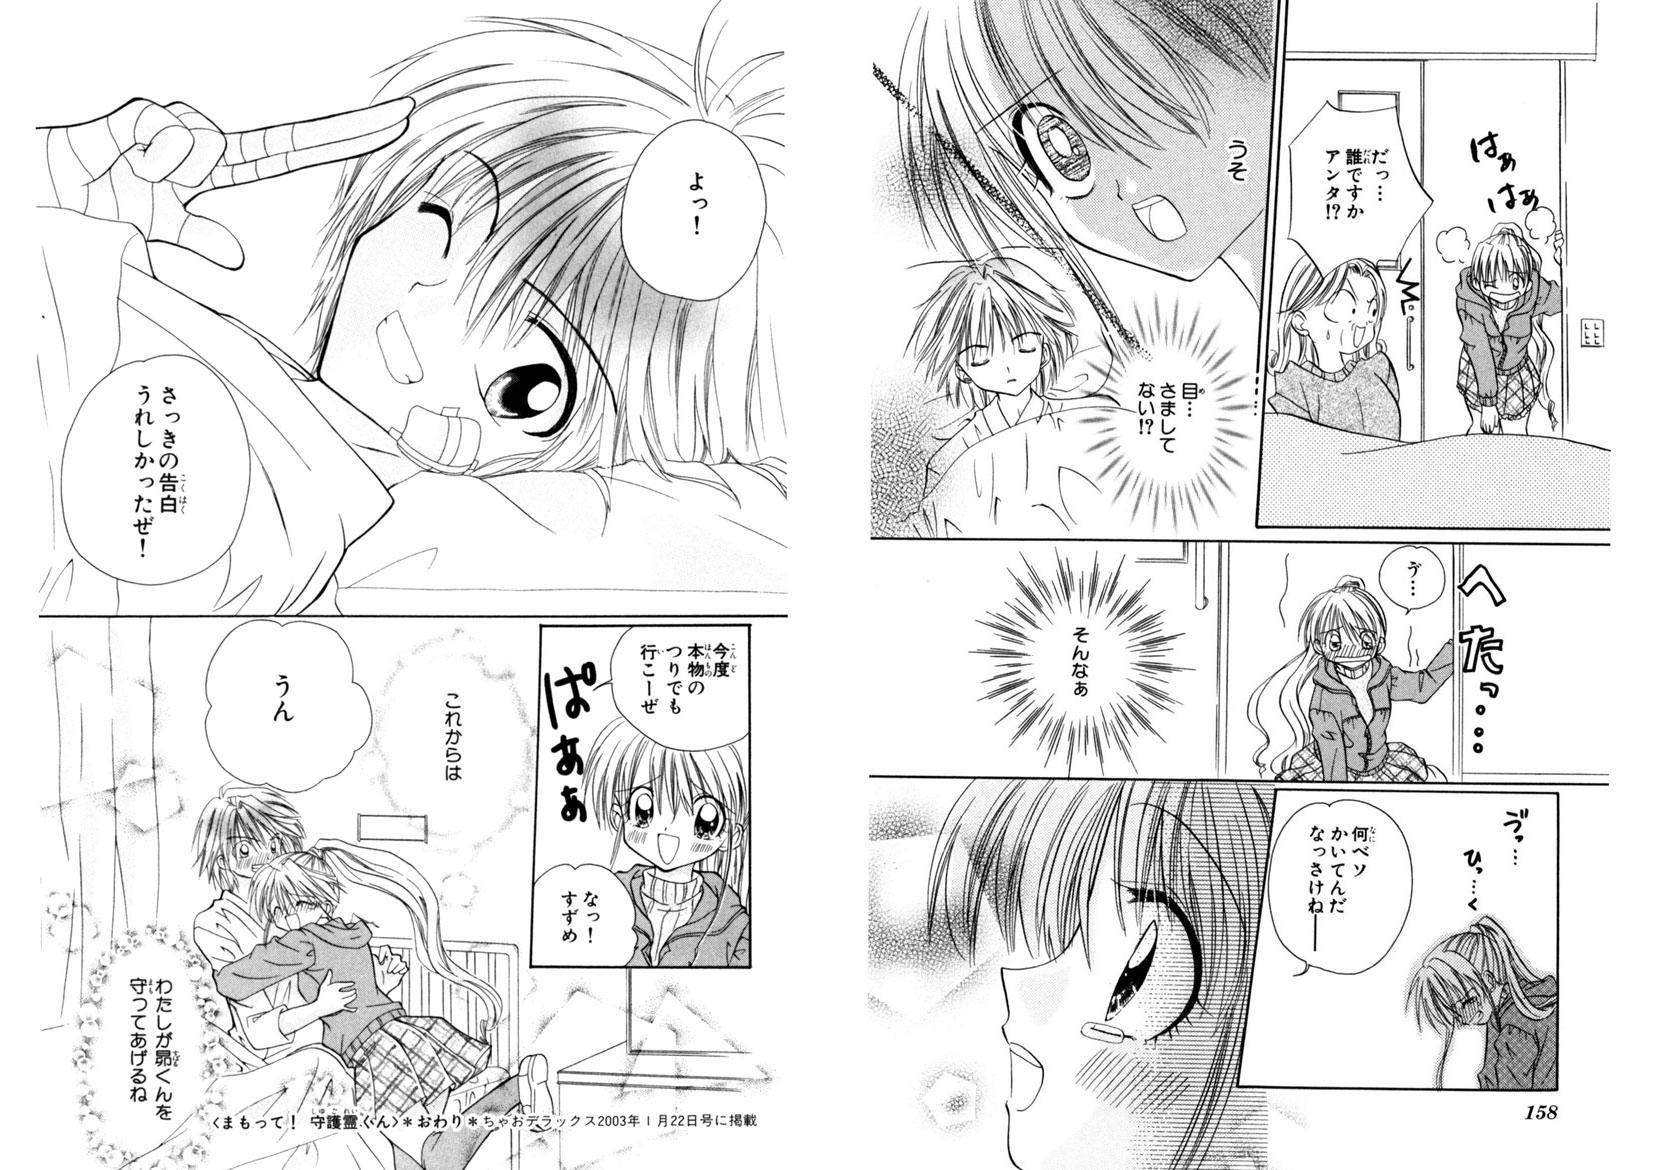 はぁ
はぁ
だっ…
誰ですか
アンタ!?
うそ
目…
さまして
ない!?
……
ゔ…
へたっ…
そんなぁ
ゔっ…
ひっ…く
何ベソ
かいてんだ
なっさけね――
158
よっ!
さっきの告白
うれしかったぜ!
今度
本物の
つりでも
行こーぜ
ぱぁぁ
なっ!
すずめ
これからは
うん
わたしが昴くんを
守ってあげるね
〈まもって! 守護霊くん〉*おわり*ちゃおデラックス2003年1月22日号に掲載